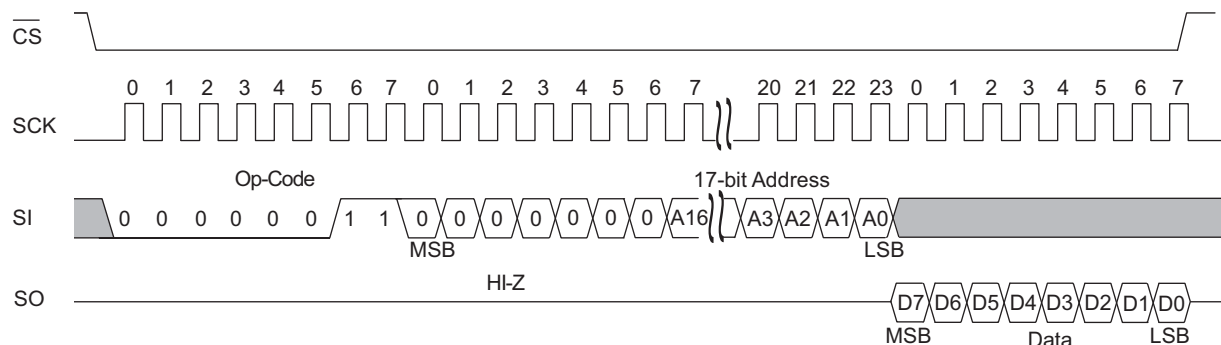 CS
0 1 2 3 4 5 6 7 0 1 2 3 4 5 6 7 20 21 22 23 0 1 2 3 4 5 6 7
SCK
Op-Code 17-bit Address
SI 0 0 0 0 0 0 1 1 0 0 0 0 0 0 0 A16 A3 A2 A1 A0
MSB LSB
HI-Z
SO D7 D6 D5 D4 D3 D2 D1 D0
MSB Data LSB